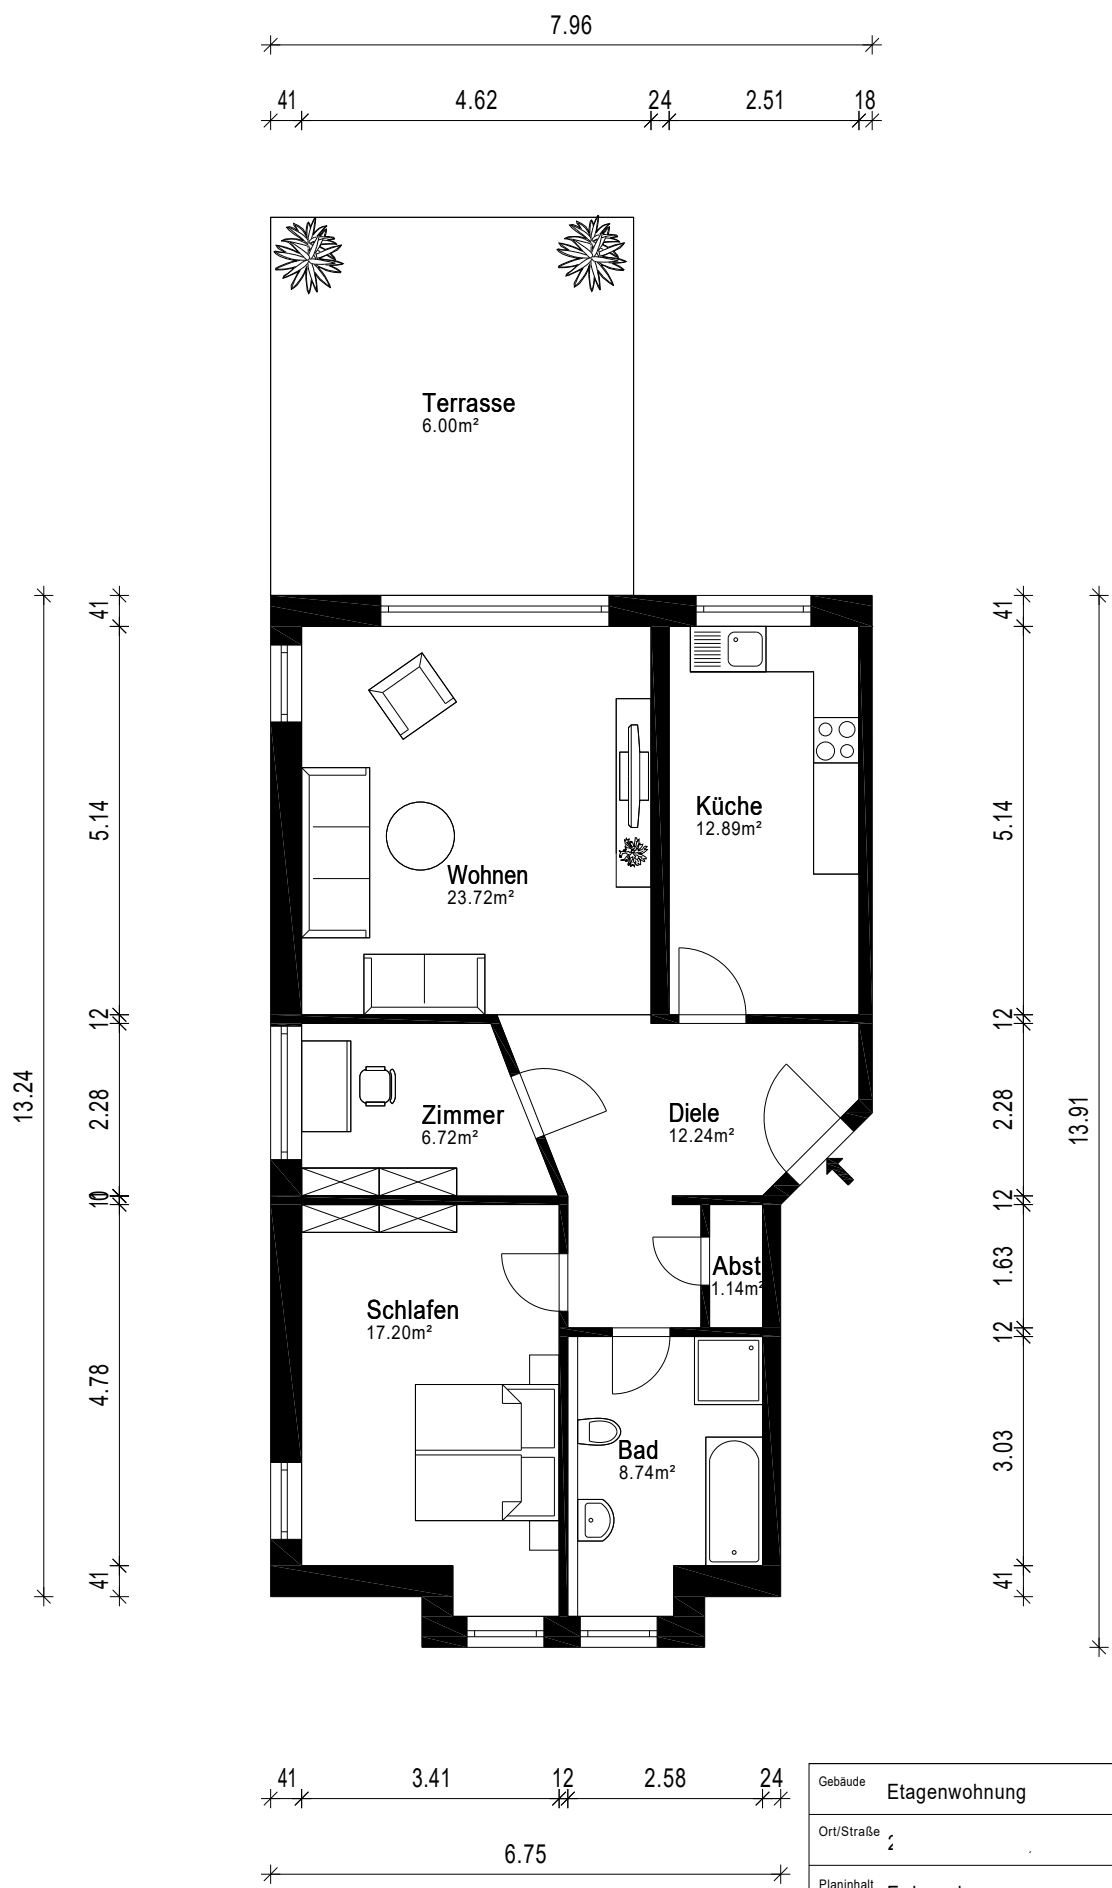 7.96
41 4.62 24 2.51 18
Terrasse
6.00m²
41
5.14
12
2.28
10
4.78
41
13.24
Wohnen
23.72m²
Küche
12.89m²
Zimmer
6.72m²
Diele
12.24m²
Abst
1.14m²
Schlafen
17.20m²
Bad
8.74m²
41
5.14
12
2.28
12
1.63
12
3.03
41
13.91
41 3.41 12 2.58 24
6.75
Gebäude Etagenwohnung
Ort/Straße
Planinhalt